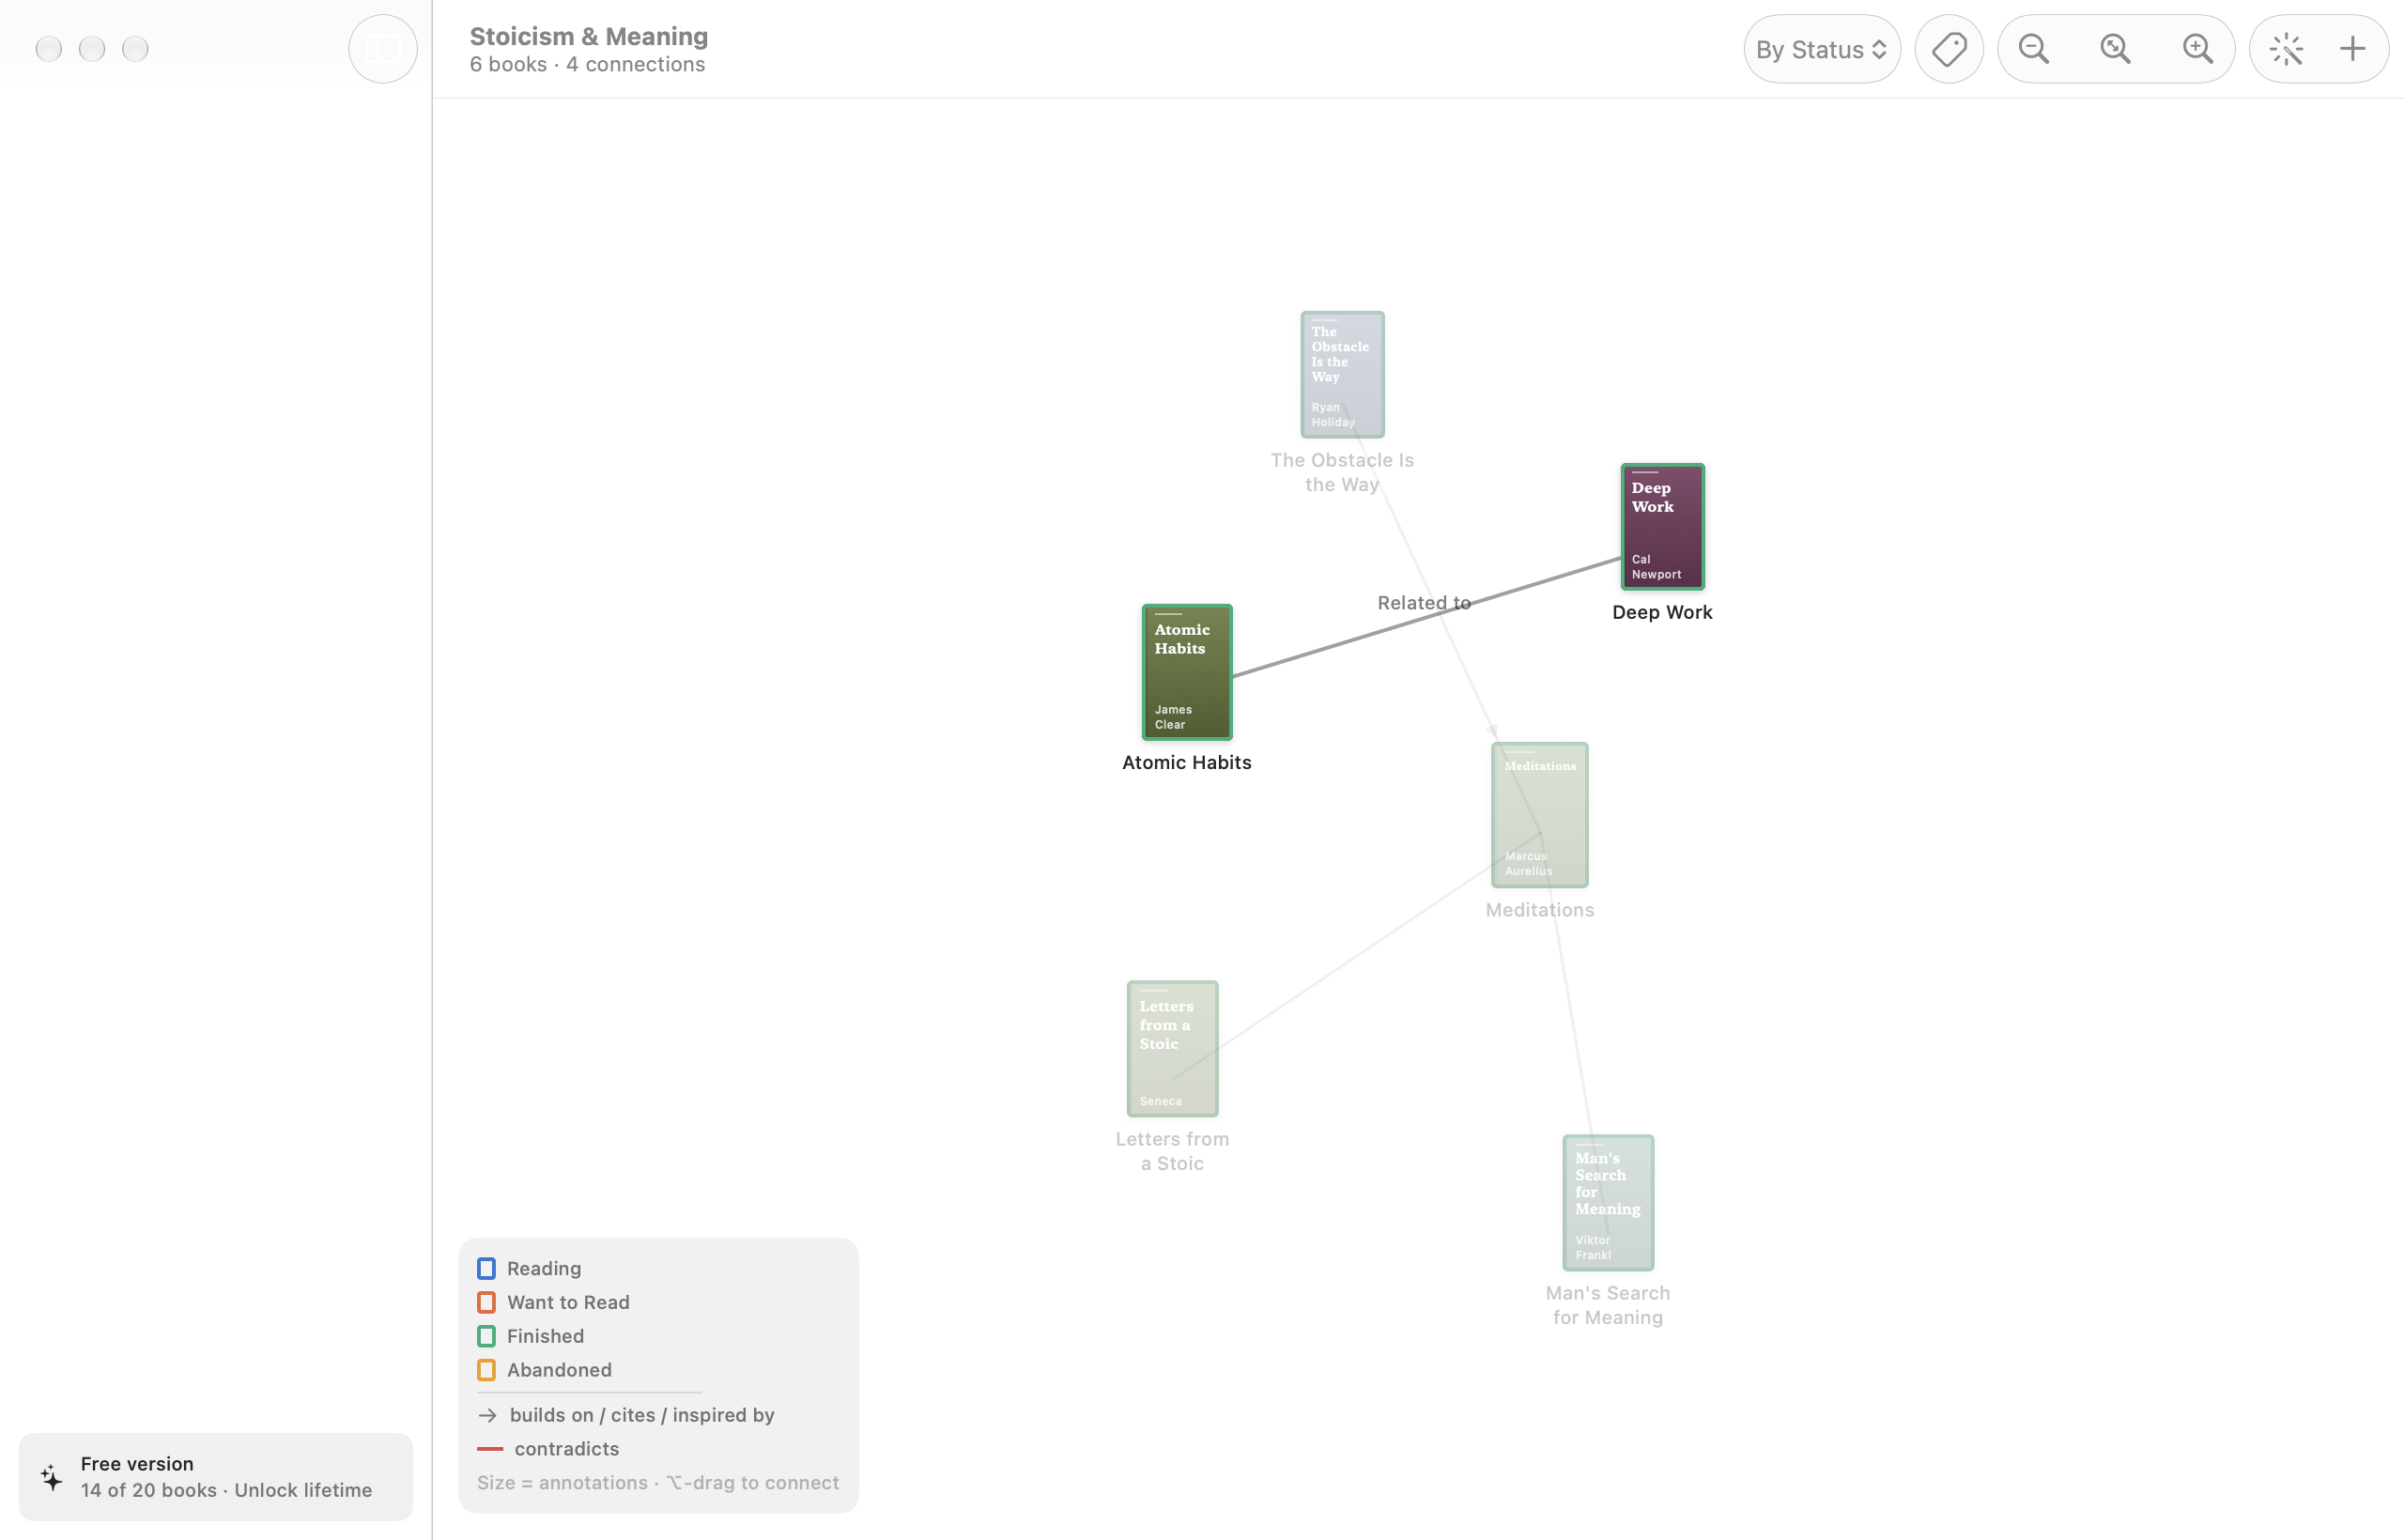 Stoicism & Meaning
6 books · 4 connections
By Status
The
Obstacle
Is the
Way
Ryan
Holiday
The Obstacle Is
the Way
Deep
Work
Cal
Newport
Deep Work
Related to
Atomic
Habits
James
Clear
Atomic Habits
Meditations
Marcus
Aurelius
Meditations
Letters
from a
Stoic
Seneca
Letters from
a Stoic
Man's
Search
for
Meaning
Viktor
Frankl
Man's Search
for Meaning
Reading
Want to Read
Finished
Abandoned
→ builds on / cites / inspired by
contradicts
Size = annotations · ⌥-drag to connect
Free version
14 of 20 books · Unlock lifetime